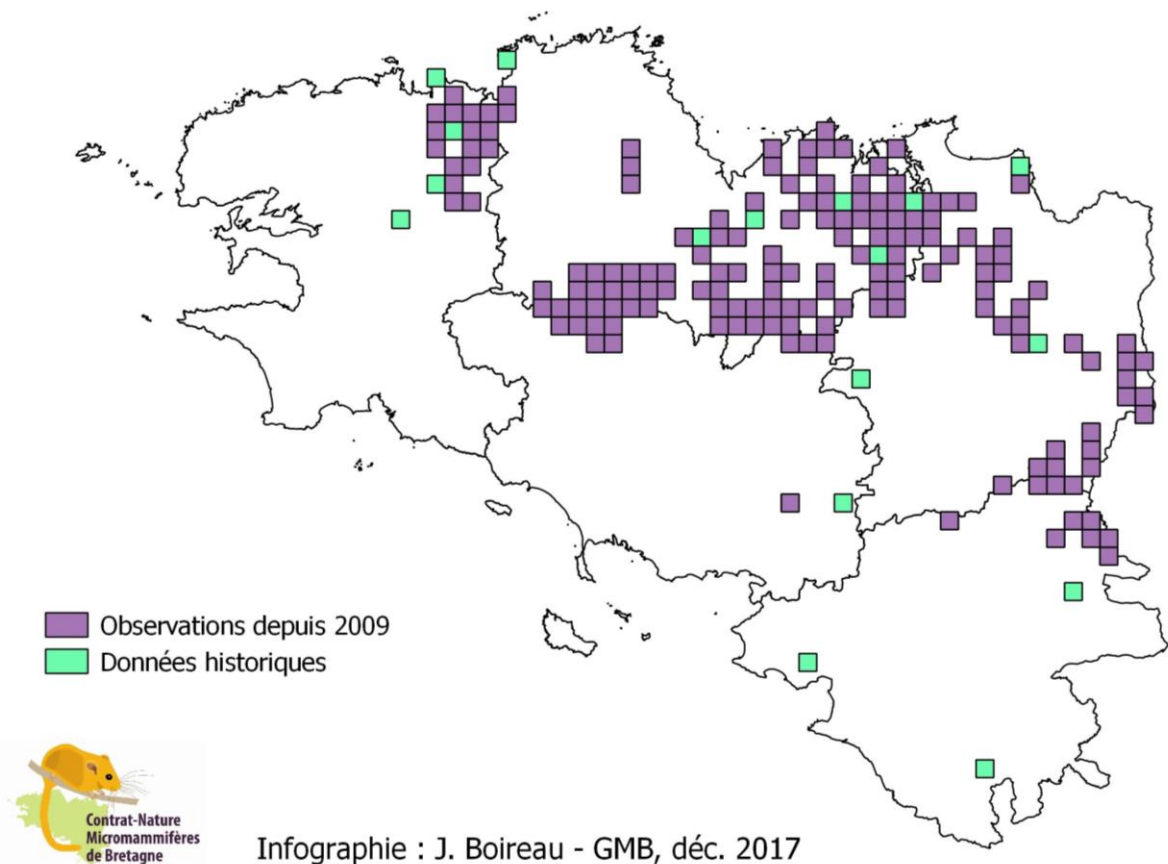 Observations depuis 2009
Données historiques
Contrat-Nature
Micromammifères
de Bretagne
Infographie : J. Boireau - GMB, déc. 2017